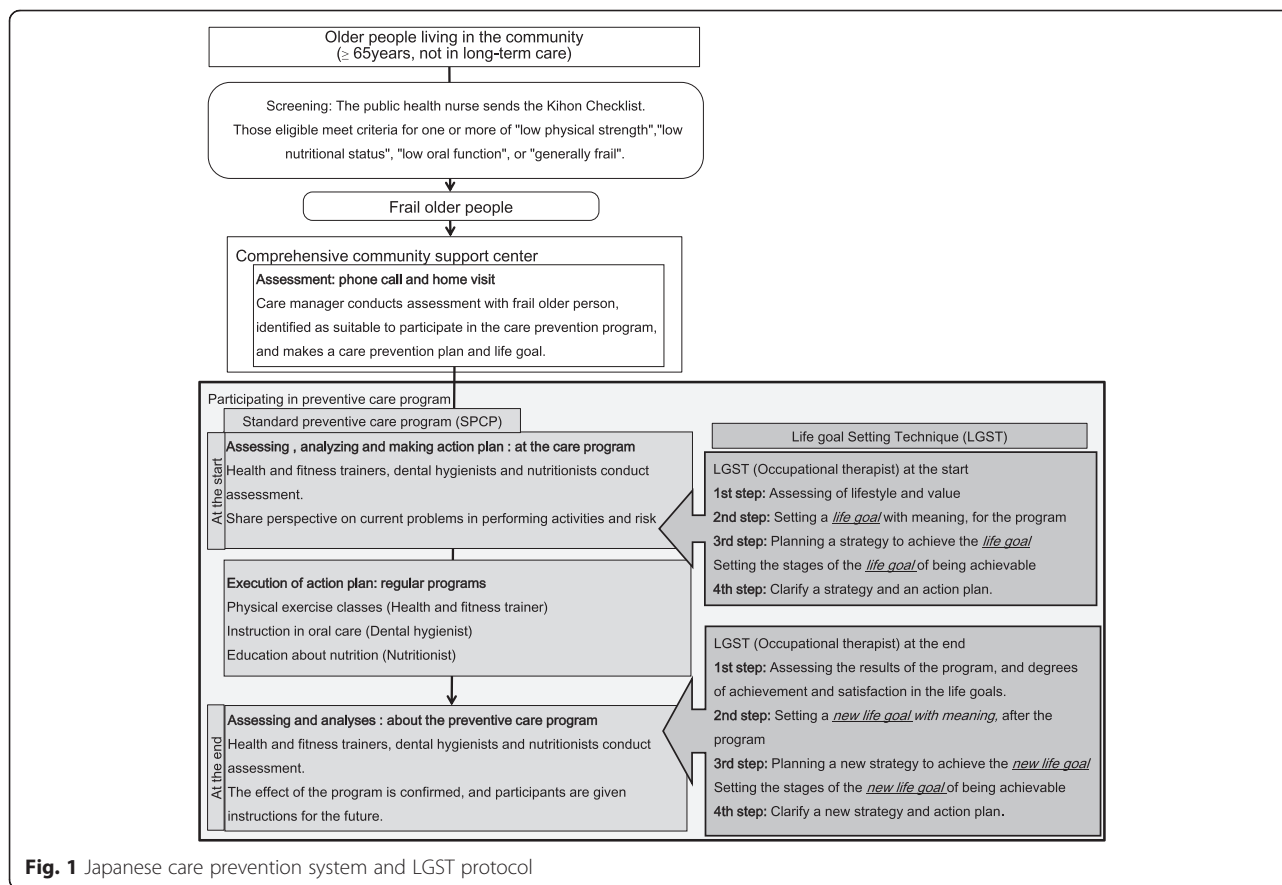 Older people living in the community
(≥ 65years, not in long-term care)
Screening: The public health nurse sends the Kihon Checklist.
Those eligible meet criteria for one or more of "low physical strength","low
nutritional status", "low oral function", or "generally frail".
Frail older people
Comprehensive community support center
Assessment: phone call and home visit
Care manager conducts assessment with frail older person,
identified as suitable to participate in the care prevention program,
and makes a care prevention plan and life goal.
Participating in preventive care program
Standard preventive care program (SPCP)
At the start
Assessing , analyzing and making action plan : at the care program
Health and fitness trainers, dental hygienists and nutritionists conduct
assessment.
Share perspective on current problems in performing activities and risk
Execution of action plan: regular programs
Physical exercise classes (Health and fitness trainer)
Instruction in oral care (Dental hygienist)
Education about nutrition (Nutritionist)
At the end
Assessing and analyses : about the preventive care program
Health and fitness trainers, dental hygienists and nutritionists conduct
assessment.
The effect of the program is confirmed, and participants are given
instructions for the future.
Life goal Setting Technique (LGST)
LGST (Occupational therapist) at the start
1st step: Assessing of lifestyle and value
2nd step: Setting a life goal with meaning, for the program
3rd step: Planning a strategy to achieve the life goal
Setting the stages of the life goal of being achievable
4th step: Clarify a strategy and an action plan.
LGST (Occupational therapist) at the end
1st step: Assessing the results of the program, and degrees
of achievement and satisfaction in the life goals.
2nd step: Setting a new life goal with meaning, after the
program
3rd step: Planning a new strategy to achieve the new life goal
Setting the stages of the new life goal of being achievable
4th step: Clarify a new strategy and action plan.
Fig. 1 Japanese care prevention system and LGST protocol